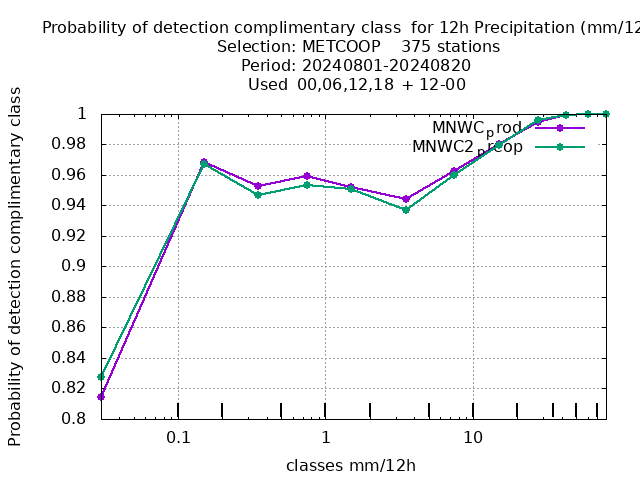 Probability of detection complimentary class  for 12h Precipitation (mm/12
Selection: METCOOP    375 stations
Period: 20240801-20240820
Used  00,06,12,18  + 12-00
Probability of detection complimentary class
1
0.98
0.96
0.94
0.92
0.9
0.88
0.86
0.84
0.82
0.8
MNWCprod
MNWC2preop
0.1
1
10
classes mm/12h